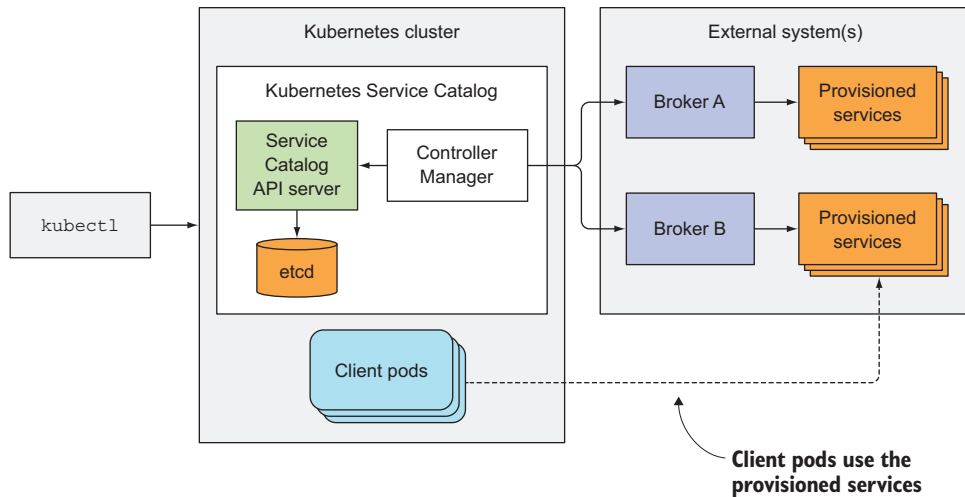 Kubernetes cluster
External system(s)
Kubernetes Service Catalog
Service
Catalog
API server
Controller
Manager
etcd
kubectl
Client pods
Broker A
Provisioned
services
Broker B
Provisioned
services
Client pods use the
provisioned services